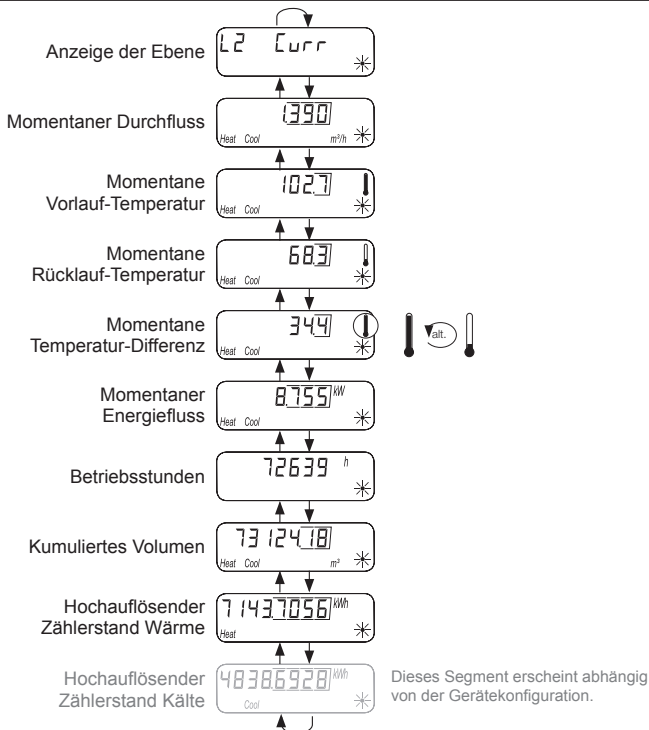 Anzeige der Ebene
L2 Curr
Momentaner Durchfluss
1.390
Heat Cool m³/h
Momentane
Vorlauf-Temperatur
102.7
Heat Cool
Momentane
Rücklauf-Temperatur
68.3
Heat Cool
Momentane
Temperatur-Differenz
34.4
Heat Cool
alt.
Momentaner
Energiefluss
8.755 kW
Heat Cool
Betriebsstunden
72639 h
Kumuliertes Volumen
73124.18
Heat Cool m³
Hochauflösender
Zählerstand Wärme
7143.7056 kWh
Heat
Hochauflösender
Zählerstand Kälte
4838.6928 kWh
Cool
Dieses Segment erscheint abhängig
von der Gerätekonfiguration.